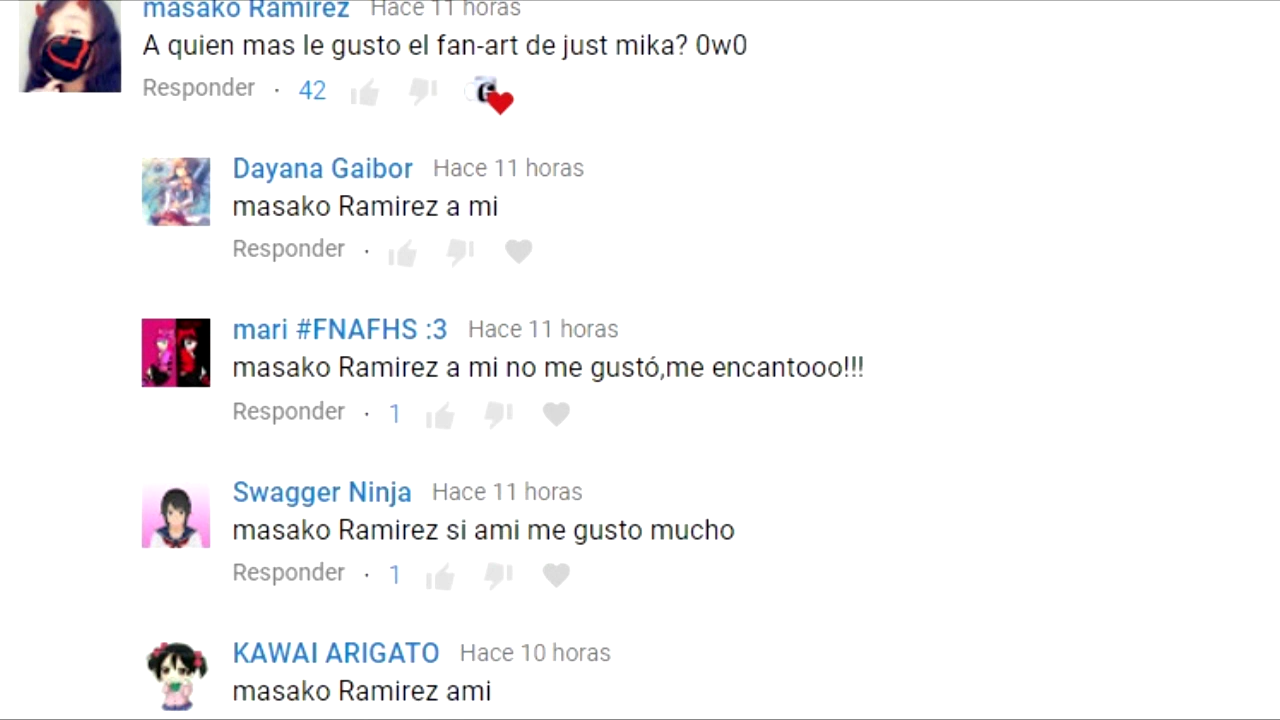 masako Ramirez Hace 11 horas
A quien mas le gusto el fan-art de just mika? 0w0
Responder · 42
Dayana Gaibor Hace 11 horas
masako Ramirez a mi
Responder ·
mari #FNAFHS :3 Hace 11 horas
masako Ramirez a mi no me gustó,me encantooo!!!
Responder · 1
Swagger Ninja Hace 11 horas
masako Ramirez si ami me gusto mucho
Responder · 1
KAWAI ARIGATO Hace 10 horas
masako Ramirez ami